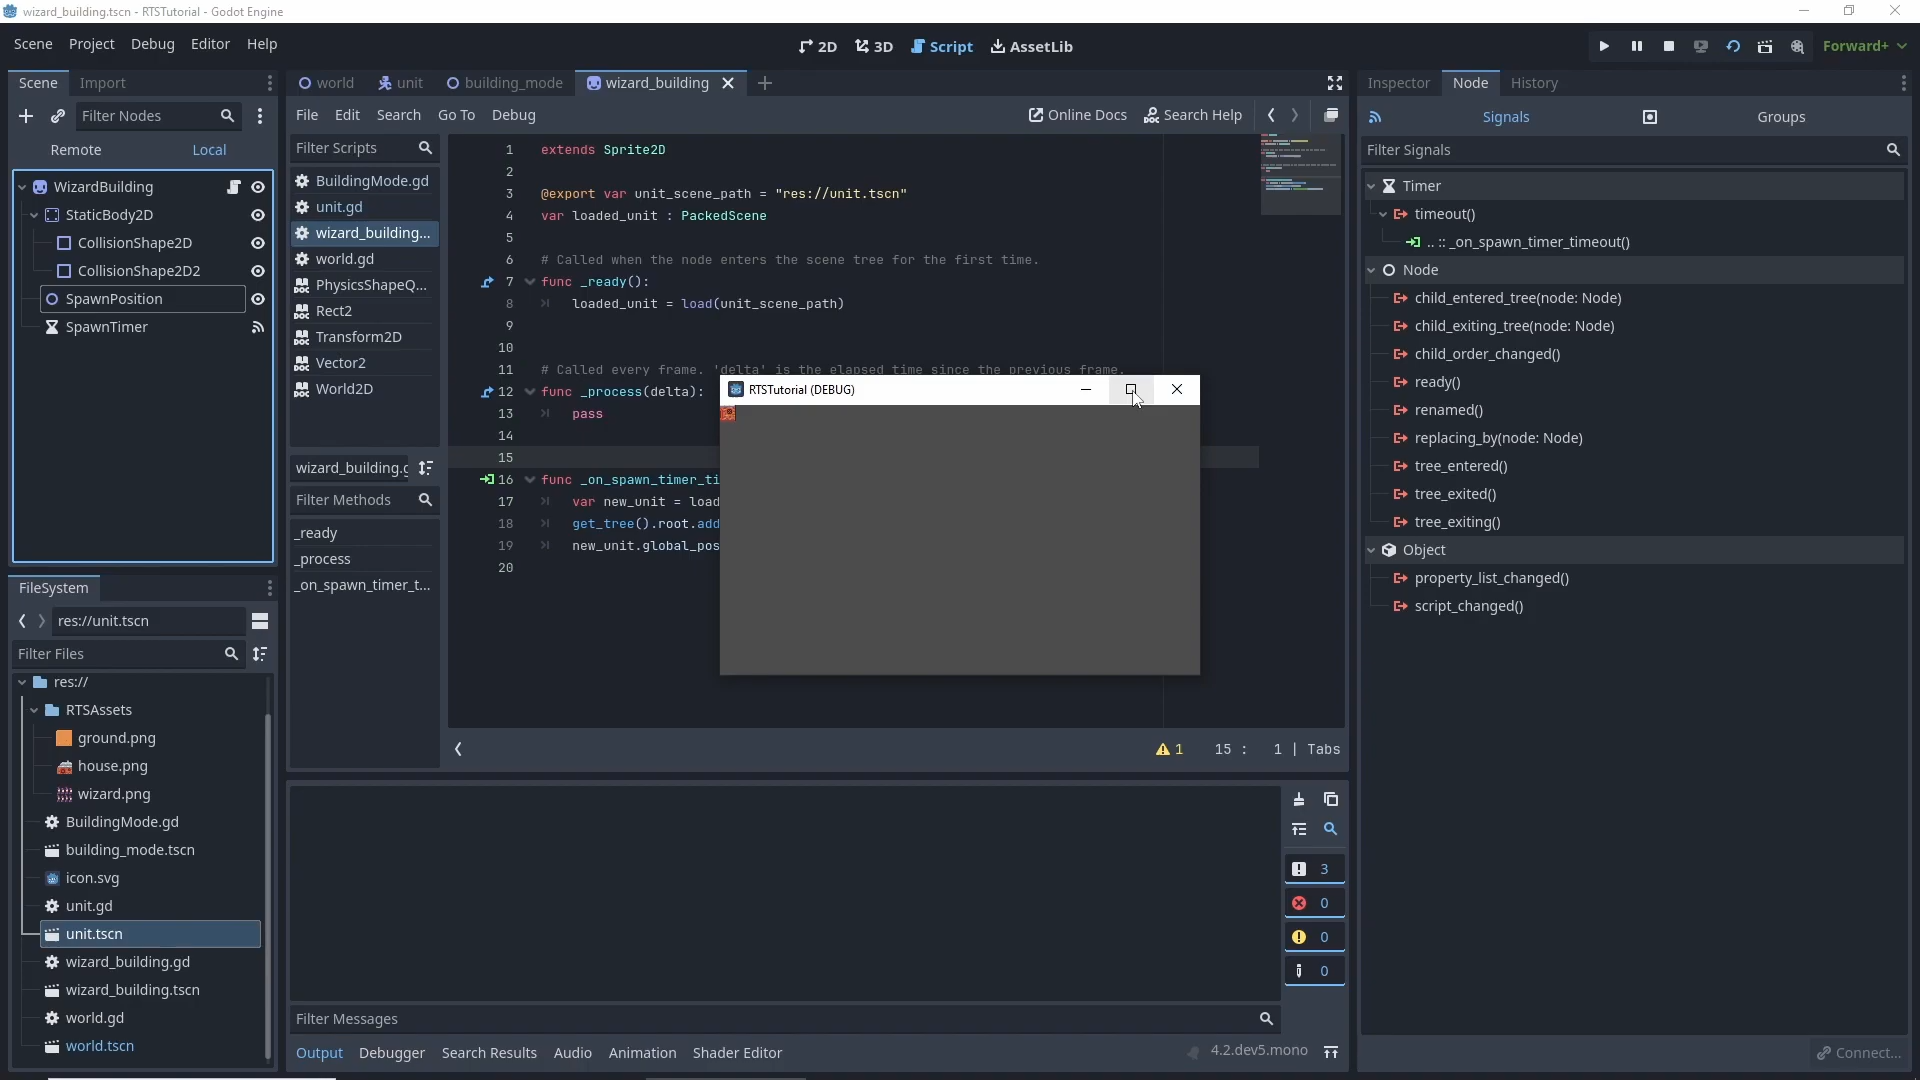 wizard_building.tscn - RTSTutorial - Godot Engine
Scene Project Debug Editor Help
2D 3D Script AssetLib
Forward+
Scene Import
Filter Nodes
Remote Local
WizardBuilding
StaticBody2D
CollisionShape2D
CollisionShape2D2
SpawnPosition
SpawnTimer
FileSystem
res://unit.tscn
Filter Files
res://
RTSAssets
ground.png
house.png
wizard.png
BuildingMode.gd
building_mode.tscn
icon.svg
unit.gd
unit.tscn
wizard_building.gd
wizard_building.tscn
world.gd
world.tscn
world unit building_mode wizard_building
File Edit Search Go To Debug
Online Docs Search Help
Filter Scripts
BuildingMode.gd
unit.gd
wizard_building...
world.gd
PhysicsShapeQ...
Rect2
Transform2D
Vector2
World2D
wizard_building.g
Filter Methods
_ready
_process
_on_spawn_timer_t...
1 extends Sprite2D
2
3 @export var unit_scene_path = "res://unit.tscn"
4 var loaded_unit : PackedScene
5
6 # Called when the node enters the scene tree for the first time.
7 func _ready():
8 loaded_unit = load(unit_scene_path)
9
10
11 # Called every frame. 'delta' is the elapsed time since the previous frame.
12 func _process(delta):
13 pass
14
15
16 func _on_spawn_timer_ti
17 var new_unit = load
18 get_tree().root.add
19 new_unit.global_pos
20
RTSTutorial (DEBUG)
1 15 : 1 | Tabs
3
0
0
0
Filter Messages
Output Debugger Search Results Audio Animation Shader Editor
4.2.dev5.mono
Inspector Node History
Signals Groups
Filter Signals
Timer
timeout()
.. :: _on_spawn_timer_timeout()
Node
child_entered_tree(node: Node)
child_exiting_tree(node: Node)
child_order_changed()
ready()
renamed()
replacing_by(node: Node)
tree_entered()
tree_exited()
tree_exiting()
Object
property_list_changed()
script_changed()
Connect...